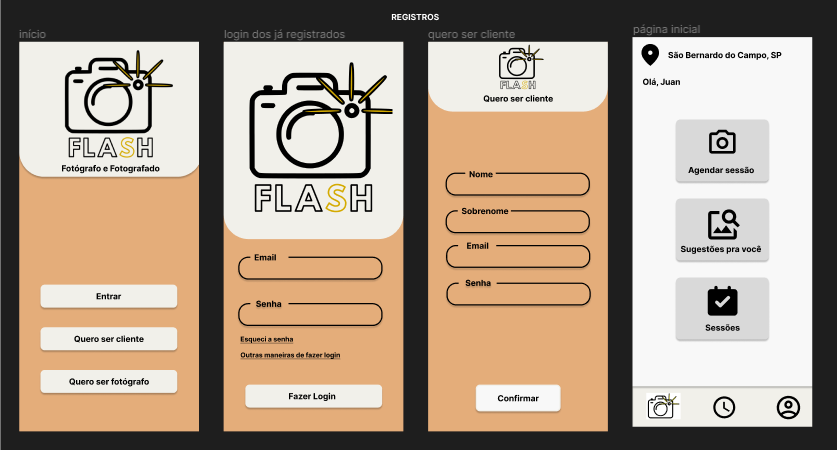 REGISTROS
início
FLASH
Fotógrafo e Fotografado
Entrar
Quero ser cliente
Quero ser fotógrafo
login dos já registrados
FLASH
Email
Senha
Esqueci a senha
Outras maneiras de fazer login
Fazer Login
quero ser cliente
FLASH
Quero ser cliente
Nome
Sobrenome
Email
Senha
Confirmar
página inicial
São Bernardo do Campo, SP
Olá, Juan
Agendar sessão
Sugestões pra você
Sessões